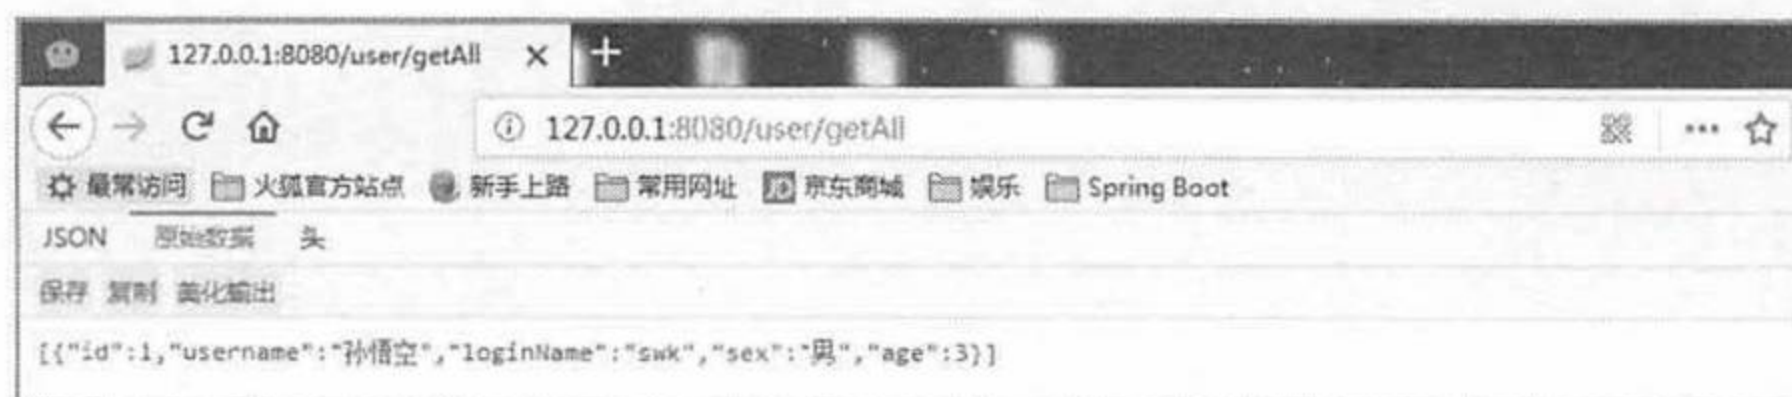 127.0.0.1:8080/user/getAll
127.0.0.1:8080/user/getAll
最常访问 火狐官方站点 新手上路 常用网址 京东商城 娱乐 Spring Boot
JSON 原始数据 头
保存 复制 美化输出
[{"id":1,"username":"孙悟空","loginName":"swk","sex":"男","age":3}]